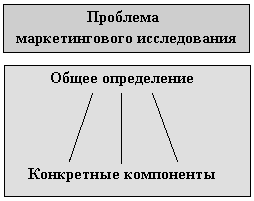 Проблема
маркетингового исследования
Общее определение
Конкретные компоненты